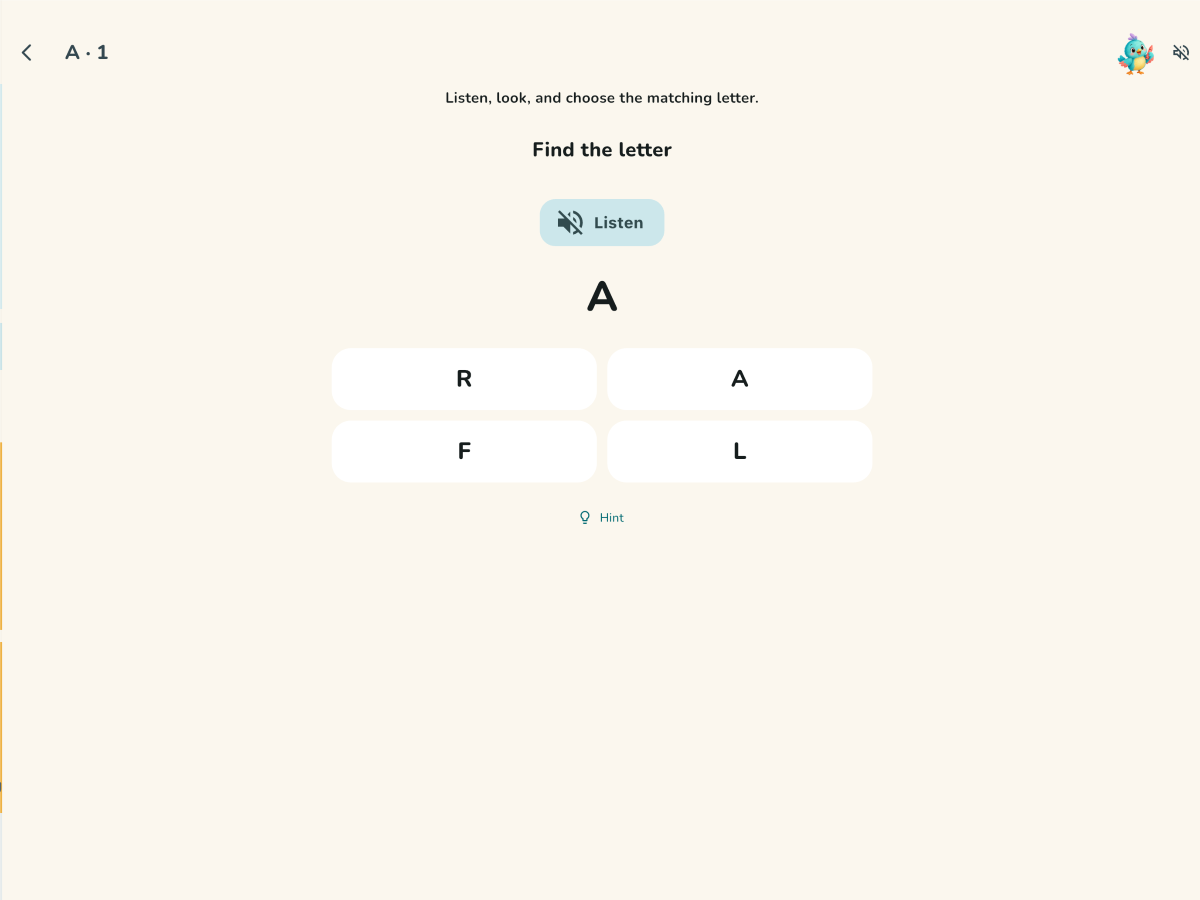 A · 1
Listen, look, and choose the matching letter.
Find the letter
Listen
A
R
A
F
L
Hint